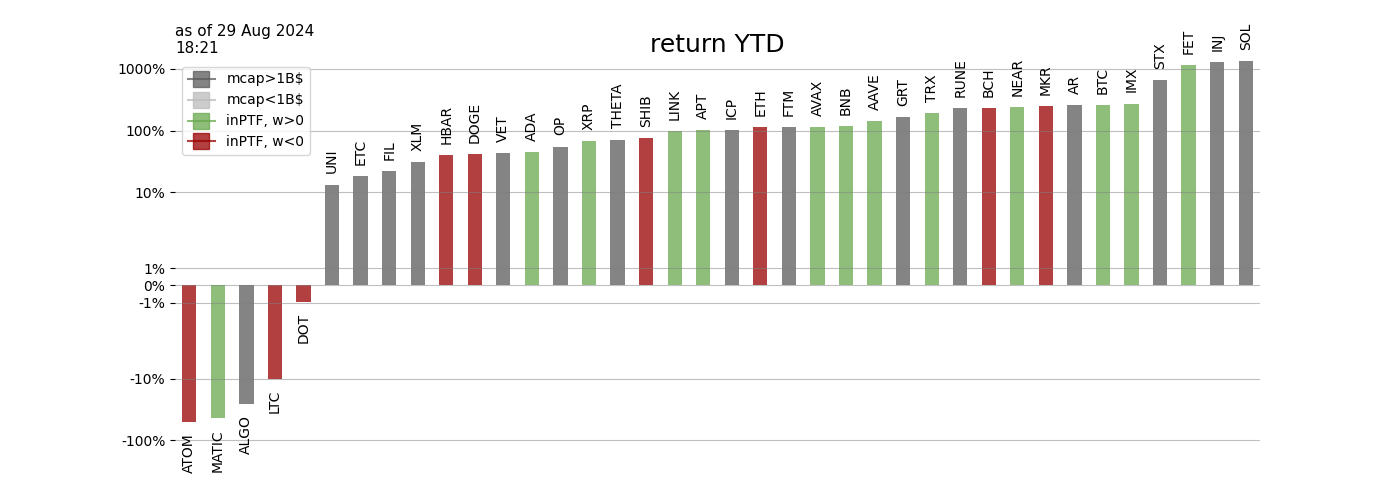 as of 29 Aug 2024
18:21
return YTD
mcap>1B$
mcap<1B$
inPTF, w>0
inPTF, w<0
1000%
100%
10%
1%
0%
-1%
-10%
-100%
ATOM
MATIC
ALGO
LTC
DOT
UNI
ETC
FIL
XLM
HBAR
DOGE
VET
ADA
OP
XRP
THETA
SHIB
LINK
APT
ICP
ETH
FTM
AVAX
BNB
AAVE
GRT
TRX
RUNE
BCH
NEAR
MKR
AR
BTC
IMX
STX
FET
INJ
SOL